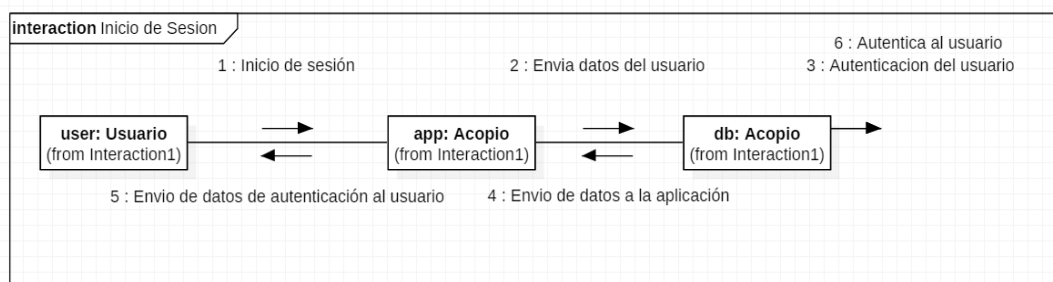 interaction Inicio de Sesion
6 : Autentica al usuario
1 : Inicio de sesión
2 : Envia datos del usuario
3 : Autenticacion del usuario
user: Usuario
(from Interaction1)
app: Acopio
(from Interaction1)
db: Acopio
(from Interaction1)
5 : Envio de datos de autenticación al usuario
4 : Envio de datos a la aplicación